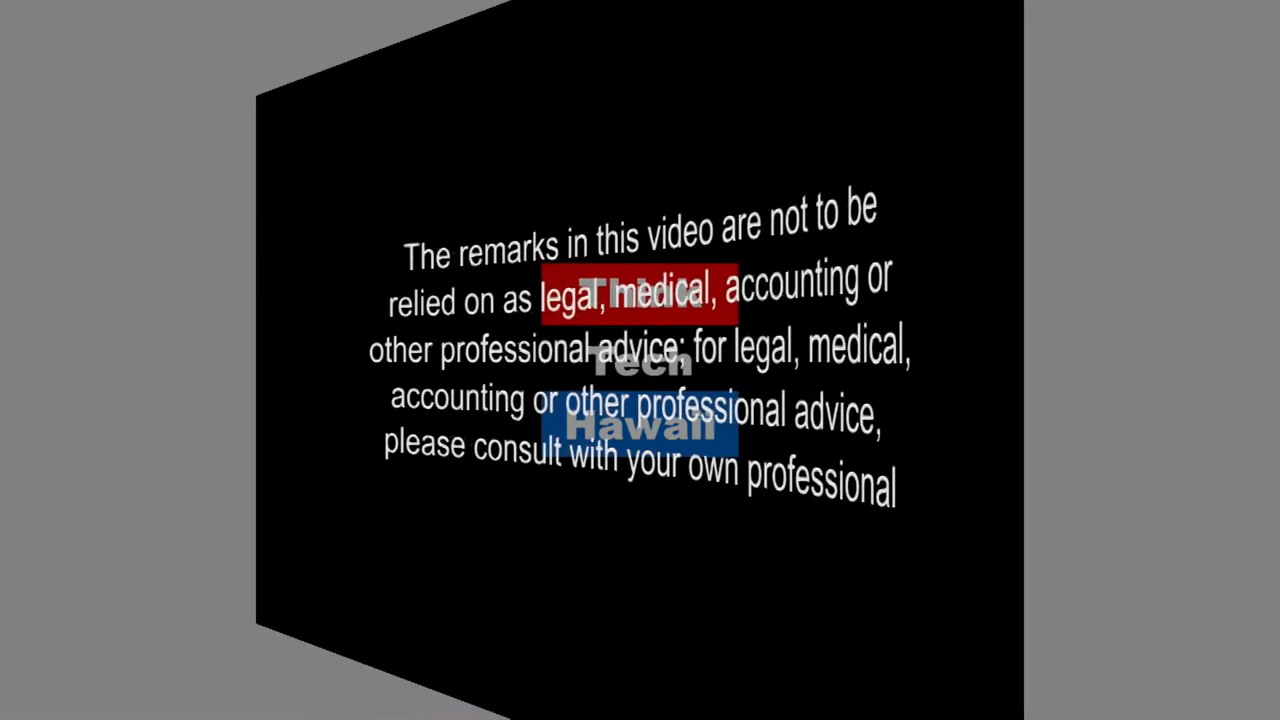 The remarks in this video are not to be
relied on as legal, medical, accounting or
other professional advice; for legal, medical,
accounting or other professional advice,
please consult with your own professional
Think
Tech
Hawaii